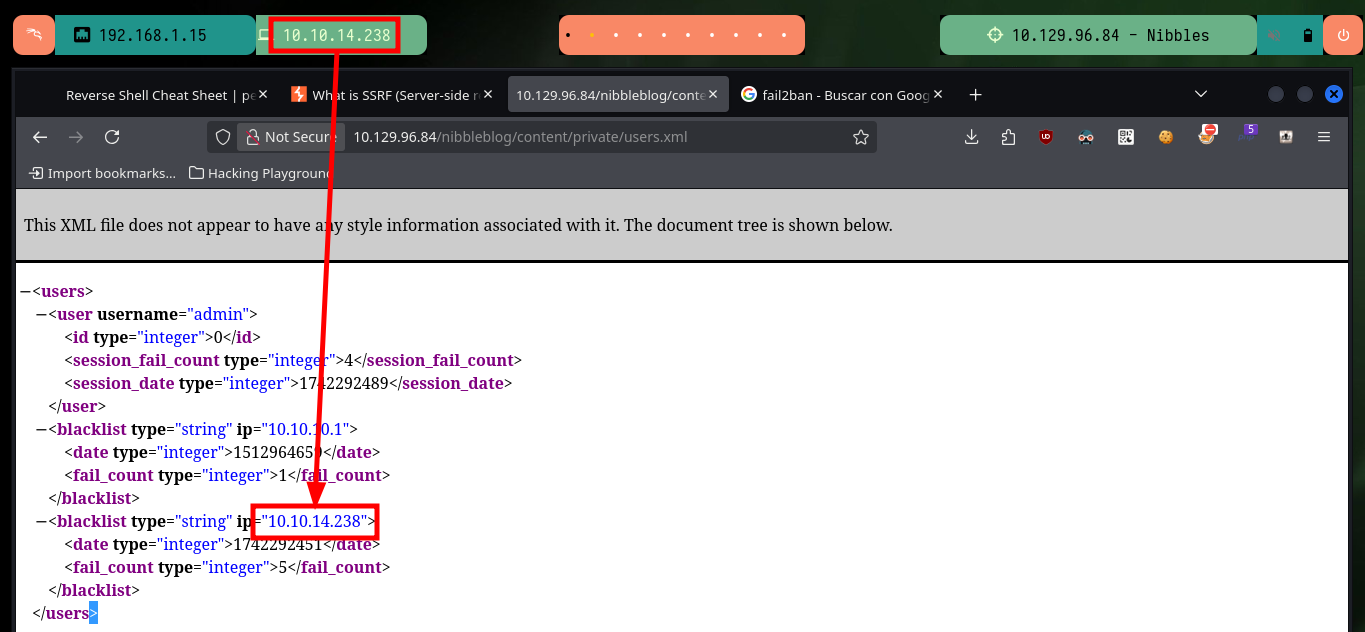 192.168.1.15
10.10.14.238
10.129.96.84 - Nibbles
Reverse Shell Cheat Sheet | pe
What is SSRF (Server-side r
10.129.96.84/nibbleblog/conte
fail2ban - Buscar con Goog
Not Secure
10.129.96.84/nibbleblog/content/private/users.xml
5
Import bookmarks...
Hacking Playground
This XML file does not appear to have any style information associated with it. The document tree is shown below.
−<users>
−<user username="admin">
<id type="integer">0</id>
<session_fail_count type="integer">4</session_fail_count>
<session_date type="integer">1742292489</session_date>
</user>
−<blacklist type="string" ip="10.10.10.1">
<date type="integer">1512964659</date>
<fail_count type="integer">1</fail_count>
</blacklist>
−<blacklist type="string" ip="10.10.14.238">
<date type="integer">1742292451</date>
<fail_count type="integer">5</fail_count>
</blacklist>
</users>